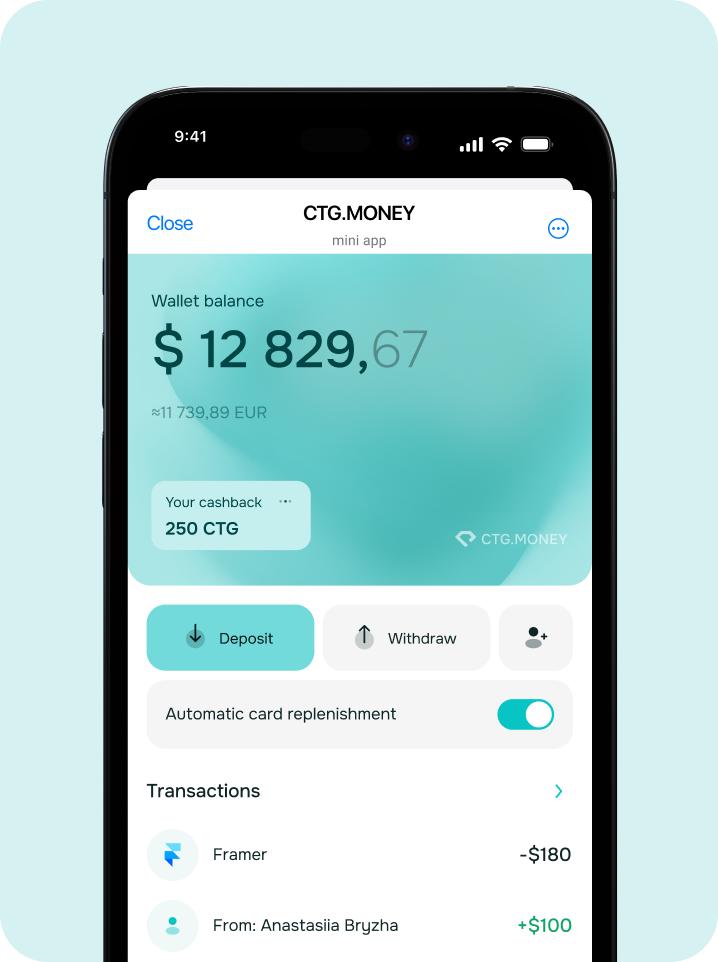 9:41
Close
CTG.MONEY
mini app
Wallet balance
$ 12 829,67
≈11 739,89 EUR
Your cashback
250 CTG
CTG.MONEY
Deposit
Withdraw
Automatic card replenishment
Transactions
Framer
-$180
From: Anastasiia Bryzha
+$100